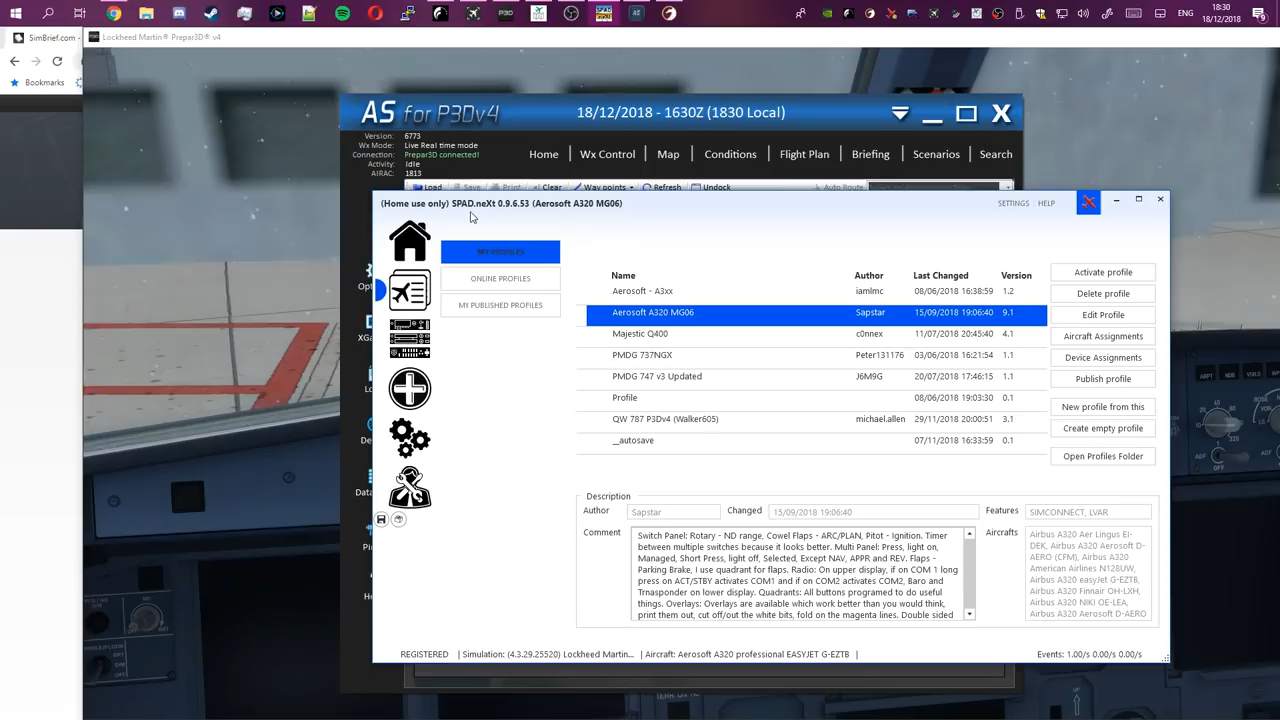 ENG
18:30
18/12/2018
SimBrief.com -
Lockheed Martin® Prepar3D® v4
Bookmarks
AS for P3Dv4
18/12/2018 - 1630Z (1830 Local)
X
Version: 6773
Wx Mode: Live Real time mode
Connection: Prepar3D connected!
Activity: Idle
AIRAC: 1813
Home | Wx Control | Map | Conditions | Flight Plan | Briefing | Scenarios | Search
Load Save Print Clear Way points Refresh Undock Auto Route
(Home use only) SPAD.neXt 0.9.6.53 (Aerosoft A320 MG06)
SETTINGS HELP
MY PROFILES
ONLINE PROFILES
MY PUBLISHED PROFILES
Name Author Last Changed Version
Aerosoft - A3xx iamlmc 08/06/2018 16:38:59 1.2
Aerosoft A320 MG06 Sapstar 15/09/2018 19:06:40 9.1
Majestic Q400 c0nnex 11/07/2018 20:45:40 4.1
PMDG 737NGX Peter131176 03/06/2018 16:21:54 1.1
PMDG 747 v3 Updated J6M9G 20/07/2018 17:46:15 1.1
Profile 08/06/2018 19:03:30 0.1
QW 787 P3Dv4 (Walker605) michael.allen 29/11/2018 20:00:51 3.1
__autosave 07/11/2018 16:33:59 0.1
Activate profile
Delete profile
Edit Profile
Aircraft Assignments
Device Assignments
Publish profile
New profile from this
Create empty profile
Open Profiles Folder
Description
Author Sapstar Changed 15/09/2018 19:06:40 Features SIMCONNECT, LVAR
Comment
Switch Panel: Rotary - ND range, Cowel Flaps - ARC/PLAN, Pitot - Ignition. Timer
between multiple switches because it looks better. Multi Panel: Press, light on,
Managed, Short Press, light off, Selected, Except NAV, APPR and REV. Flaps -
Parking Brake, I use quadrant for flaps. Radio: On upper display, if on COM 1 long
press on ACT/STBY activates COM1 and if on COM2 activates COM2, Baro and
Trnasponder on lower display. Quadrants: All buttons programed to do useful
things. Overlays: Overlays are available which work better than you would think,
print them out, cut off/out the white bits, fold on the magenta lines. Double sided
Aircrafts
Airbus A320 Aer Lingus EI-
DEK, Airbus A320 Aerosoft D-
AERO (CFM), Airbus A320
American Airlines N128UW,
Airbus A320 easyJet G-EZTB,
Airbus A320 Finnair OH-LXH,
Airbus A320 NIKI OE-LEA,
Airbus A320 Aerosoft D-AERO
REGISTERED | Simulation: (4.3.29.25520) Lockheed Martin... | Aircraft: Aerosoft A320 professional EASYJET G-EZTB | Events: 1.00/s 0.00/s 0.00/s
ARPT NDB VOR.D
ADF
OFF